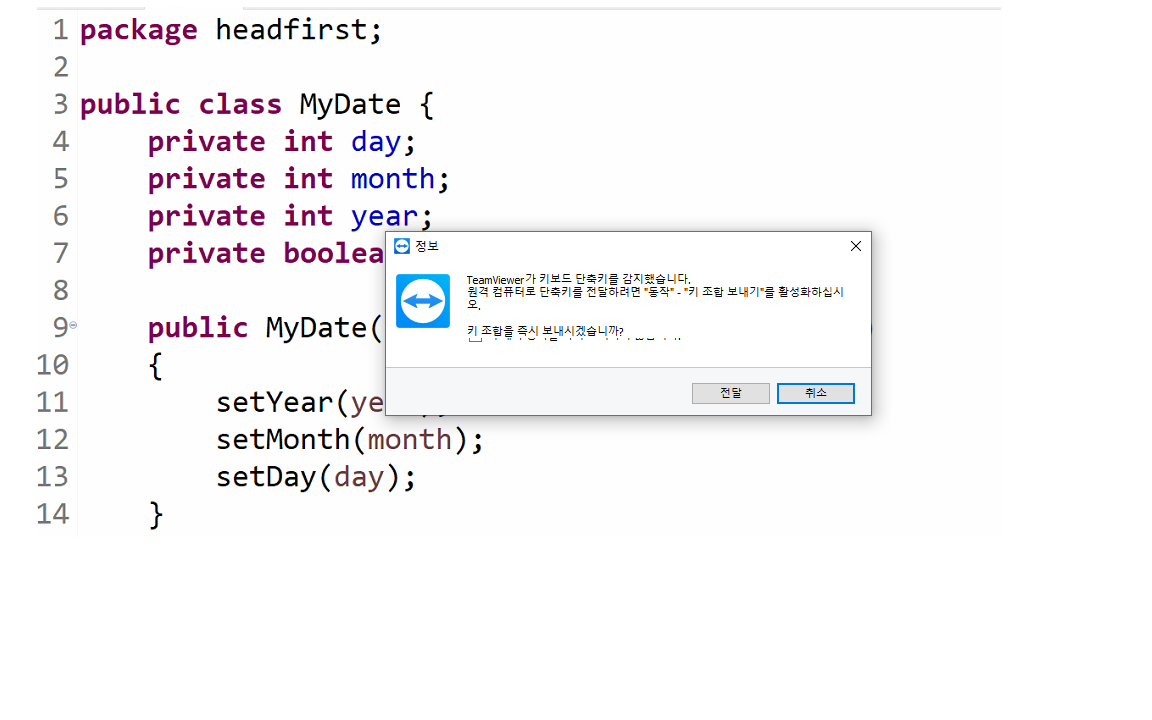 1 package headfirst;
2
3 public class MyDate {
4 private int day;
5 private int month;
6 private int year;
7 private
8
9 public MyDate(
10 {
11 setYear(
12 setMonth(month);
13 setDay(day);
14 }
정보
TeamViewer가 키보드 단축키를 감지했습니다.
원격 컴퓨터로 단축키를 전달하려면 "동작" - "키 조합 보내기"를 활성화하십시
오.
키 조합을 즉시 보내시겠습니까?
전달 취소